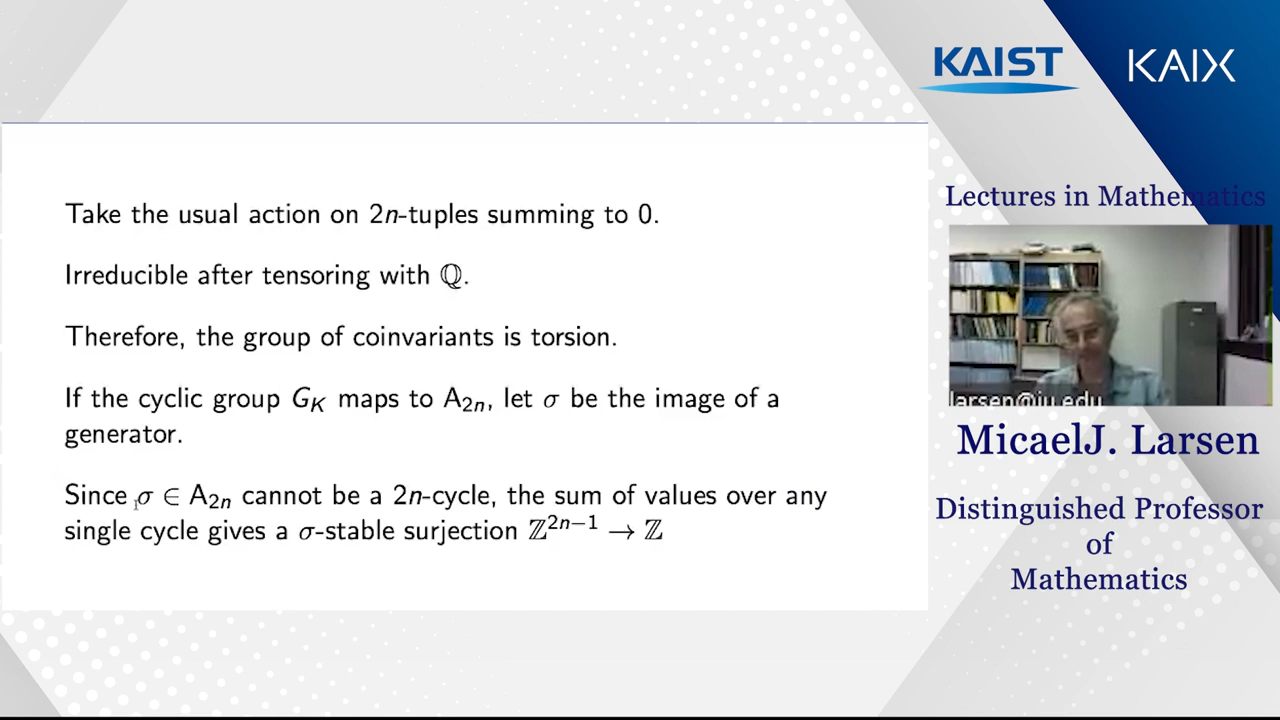 KAIST KAIX
Take the usual action on 2n-tuples summing to 0.
Irreducible after tensoring with ℚ.
Therefore, the group of coinvariants is torsion.
If the cyclic group G_K maps to A_{2n}, let σ be the image of a
generator.
Since σ ∈ A_{2n} cannot be a 2n-cycle, the sum of values over any
single cycle gives a σ-stable surjection ℤ^{2n−1} → ℤ
Lectures in Mathematics
larsen@iu.edu
MicaelJ. Larsen
Distinguished Professor
of
Mathematics